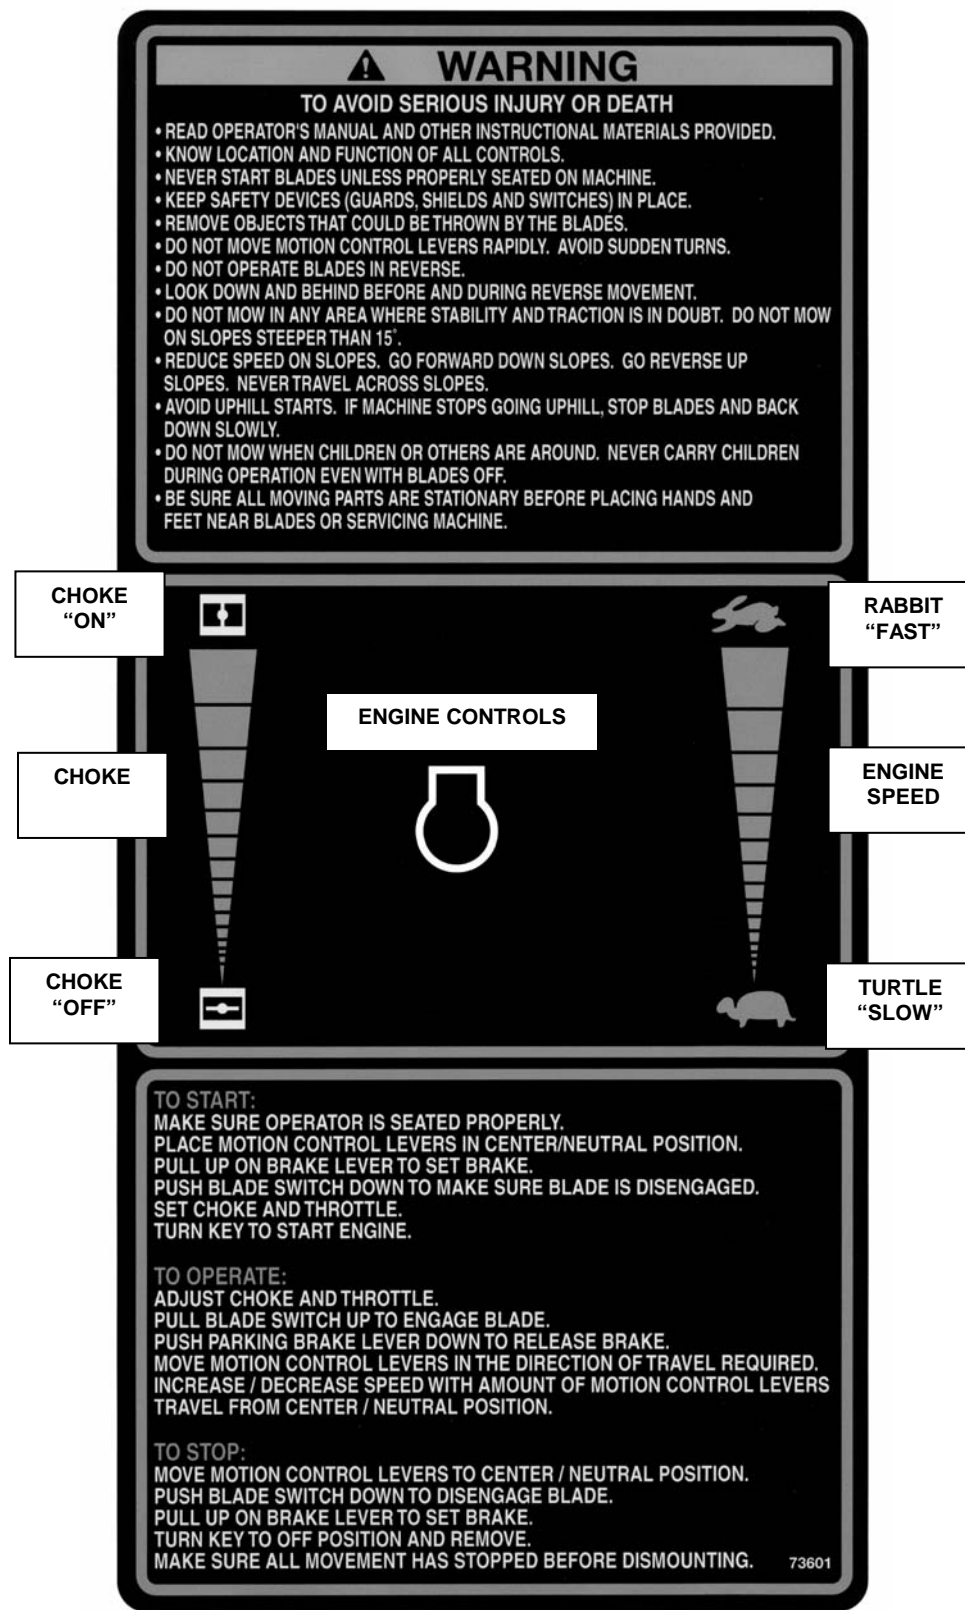 WARNING
TO AVOID SERIOUS INJURY OR DEATH
• READ OPERATOR'S MANUAL AND OTHER INSTRUCTIONAL MATERIALS PROVIDED.
• KNOW LOCATION AND FUNCTION OF ALL CONTROLS.
• NEVER START BLADES UNLESS PROPERLY SEATED ON MACHINE.
• KEEP SAFETY DEVICES (GUARDS, SHIELDS AND SWITCHES) IN PLACE.
• REMOVE OBJECTS THAT COULD BE THROWN BY THE BLADES.
• DO NOT MOVE MOTION CONTROL LEVERS RAPIDLY. AVOID SUDDEN TURNS.
• DO NOT OPERATE BLADES IN REVERSE.
• LOOK DOWN AND BEHIND BEFORE AND DURING REVERSE MOVEMENT.
• DO NOT MOW IN ANY AREA WHERE STABILITY AND TRACTION IS IN DOUBT. DO NOT MOW
ON SLOPES STEEPER THAN 15°.
• REDUCE SPEED ON SLOPES. GO FORWARD DOWN SLOPES. GO REVERSE UP
SLOPES. NEVER TRAVEL ACROSS SLOPES.
• AVOID UPHILL STARTS. IF MACHINE STOPS GOING UPHILL, STOP BLADES AND BACK
DOWN SLOWLY.
• DO NOT MOW WHEN CHILDREN OR OTHERS ARE AROUND. NEVER CARRY CHILDREN
DURING OPERATION EVEN WITH BLADES OFF.
• BE SURE ALL MOVING PARTS ARE STATIONARY BEFORE PLACING HANDS AND
FEET NEAR BLADES OR SERVICING MACHINE.
CHOKE
“ON”
RABBIT
“FAST”
ENGINE CONTROLS
CHOKE
ENGINE
SPEED
CHOKE
“OFF”
TURTLE
“SLOW”
TO START:
MAKE SURE OPERATOR IS SEATED PROPERLY.
PLACE MOTION CONTROL LEVERS IN CENTER/NEUTRAL POSITION.
PULL UP ON BRAKE LEVER TO SET BRAKE.
PUSH BLADE SWITCH DOWN TO MAKE SURE BLADE IS DISENGAGED.
SET CHOKE AND THROTTLE.
TURN KEY TO START ENGINE.
TO OPERATE:
ADJUST CHOKE AND THROTTLE.
PULL BLADE SWITCH UP TO ENGAGE BLADE.
PUSH PARKING BRAKE LEVER DOWN TO RELEASE BRAKE.
MOVE MOTION CONTROL LEVERS IN THE DIRECTION OF TRAVEL REQUIRED.
INCREASE / DECREASE SPEED WITH AMOUNT OF MOTION CONTROL LEVERS
TRAVEL FROM CENTER / NEUTRAL POSITION.
TO STOP:
MOVE MOTION CONTROL LEVERS TO CENTER / NEUTRAL POSITION.
PUSH BLADE SWITCH DOWN TO DISENGAGE BLADE.
PULL UP ON BRAKE LEVER TO SET BRAKE.
TURN KEY TO OFF POSITION AND REMOVE.
MAKE SURE ALL MOVEMENT HAS STOPPED BEFORE DISMOUNTING. 73601